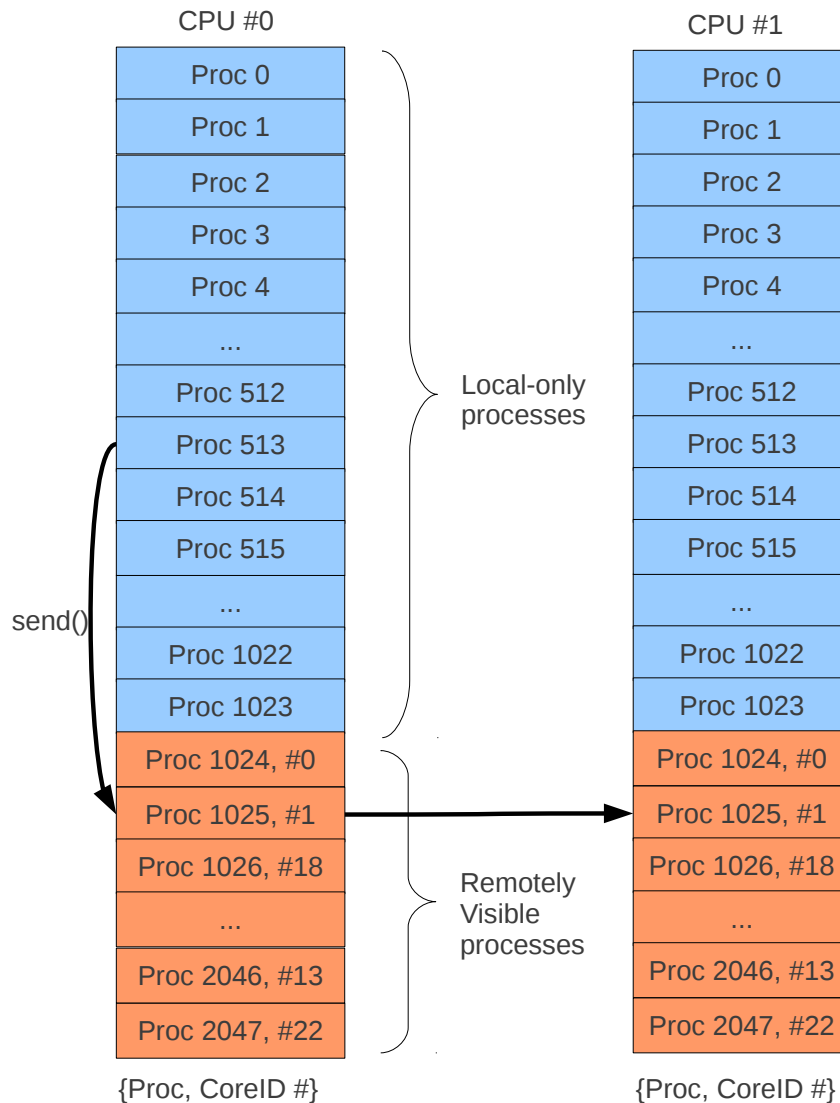 CPU #0
Proc 0
Proc 1
Proc 2
Proc 3
Proc 4
...
Proc 512
Proc 513
Proc 514
Proc 515
...
Proc 1022
Proc 1023
Proc 1024, #0
Proc 1025, #1
Proc 1026, #18
...
Proc 2046, #13
Proc 2047, #22
{Proc, CoreID #}
send()
Local-only
processes
Remotely
Visible
processes
CPU #1
Proc 0
Proc 1
Proc 2
Proc 3
Proc 4
...
Proc 512
Proc 513
Proc 514
Proc 515
...
Proc 1022
Proc 1023
Proc 1024, #0
Proc 1025, #1
Proc 1026, #18
...
Proc 2046, #13
Proc 2047, #22
{Proc, CoreID #}